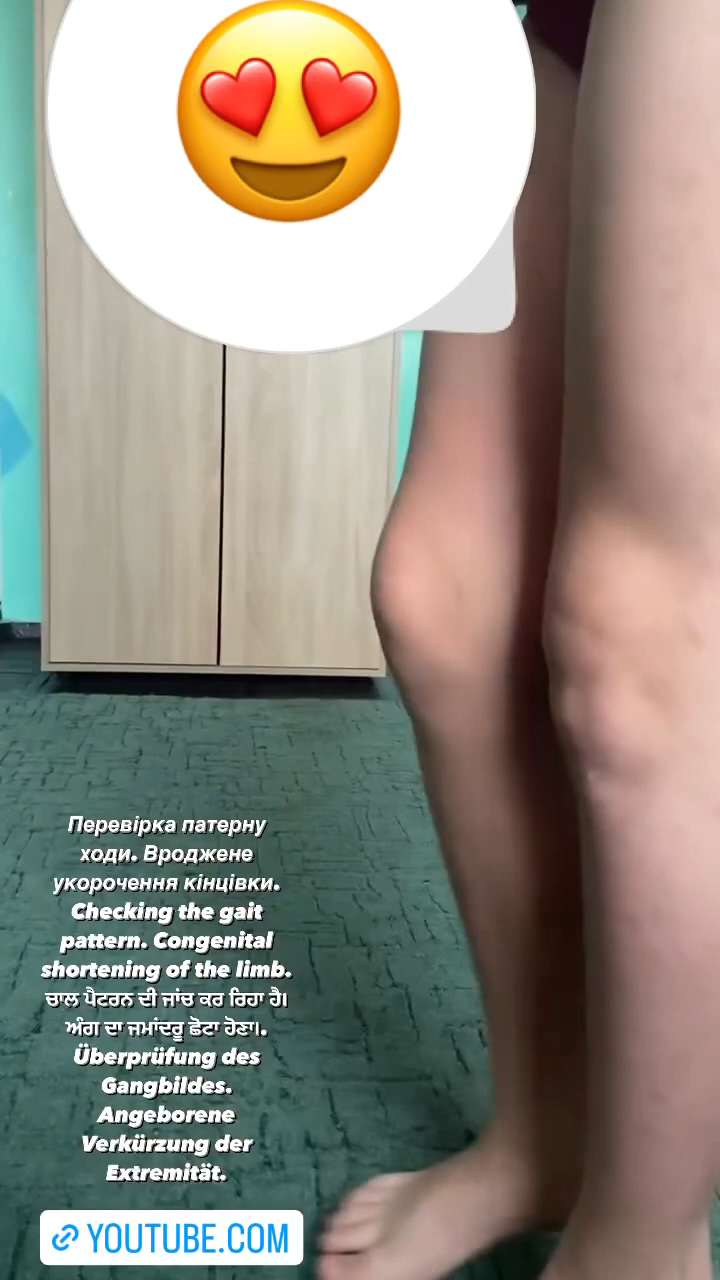 Перевірка патерну
ходи. Вроджене
укорочення кінцівки.
Checking the gait
pattern. Congenital
shortening of the limb.
ਚਾਲ ਪੈਟਰਨ ਦੀ ਜਾਂਚ ਕਰ ਰਿਹਾ ਹੈ।
ਅੰਗ ਦਾ ਜਮਾਂਦਰੂ ਛੋਟਾ ਹੋਣਾ।.
Überprüfung des
Gangbildes.
Angeborene
Verkürzung der
Extremität.
YOUTUBE.COM